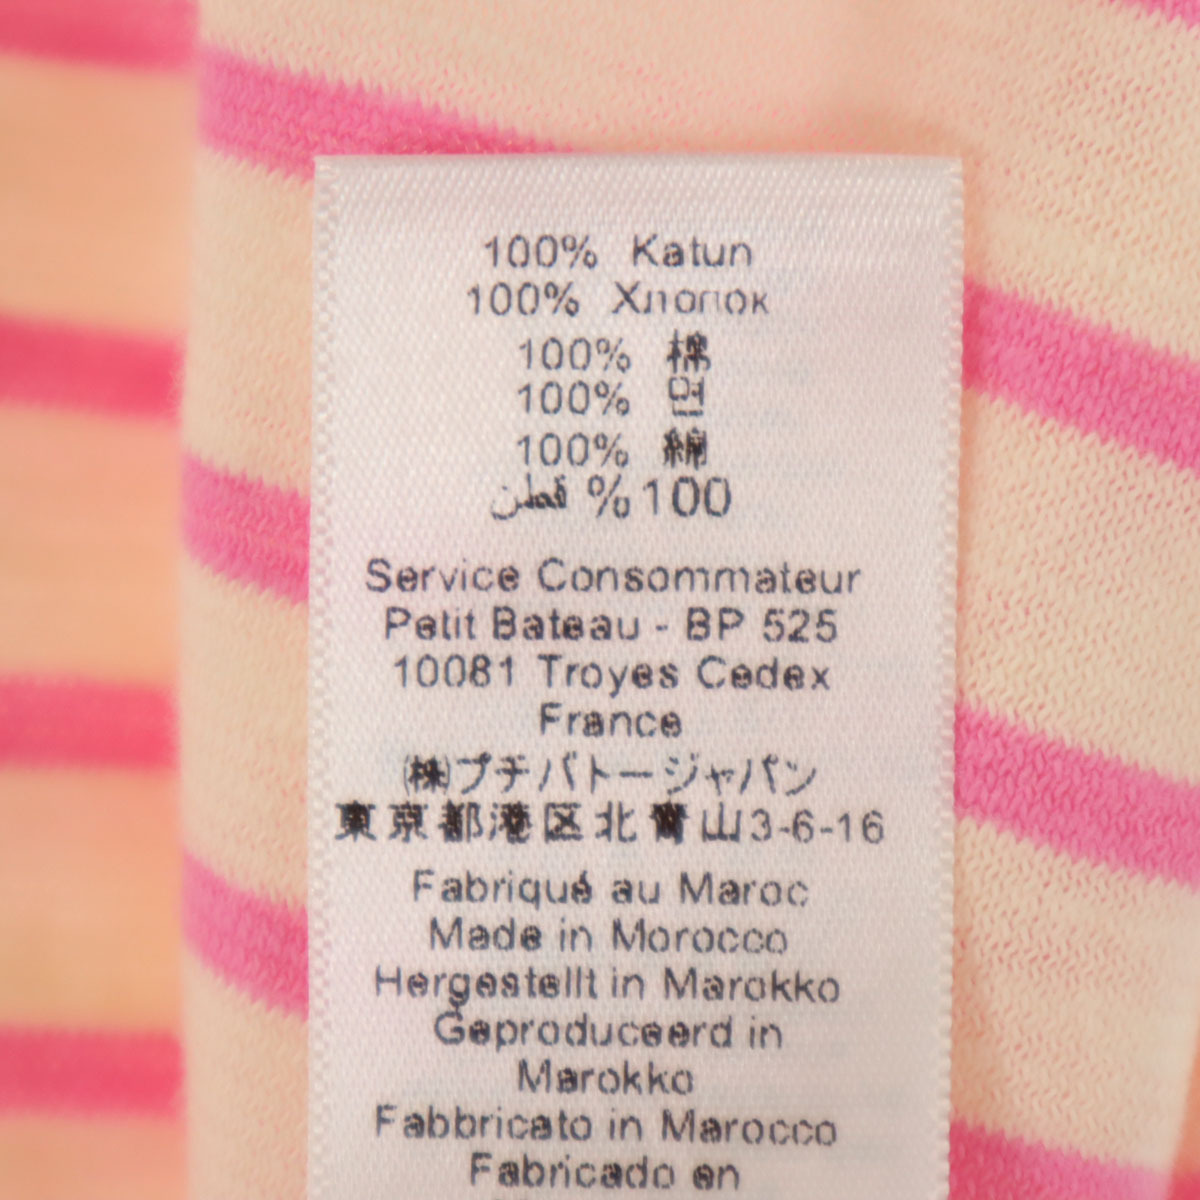 100% Katun
100% Хлопок
100% 棉
100% 면
100% 綿
100 % قطن
Service Consommateur
Petit Bateau - BP 525
10081 Troyes Cedex
France
㈱プチバトージャパン
東京都港区北青山3-6-16
Fabriqué au Maroc
Made in Morocco
Hergestellt in Marokko
Geproduceerd in
Marokko
Fabbricato in Marocco
Fabricado en